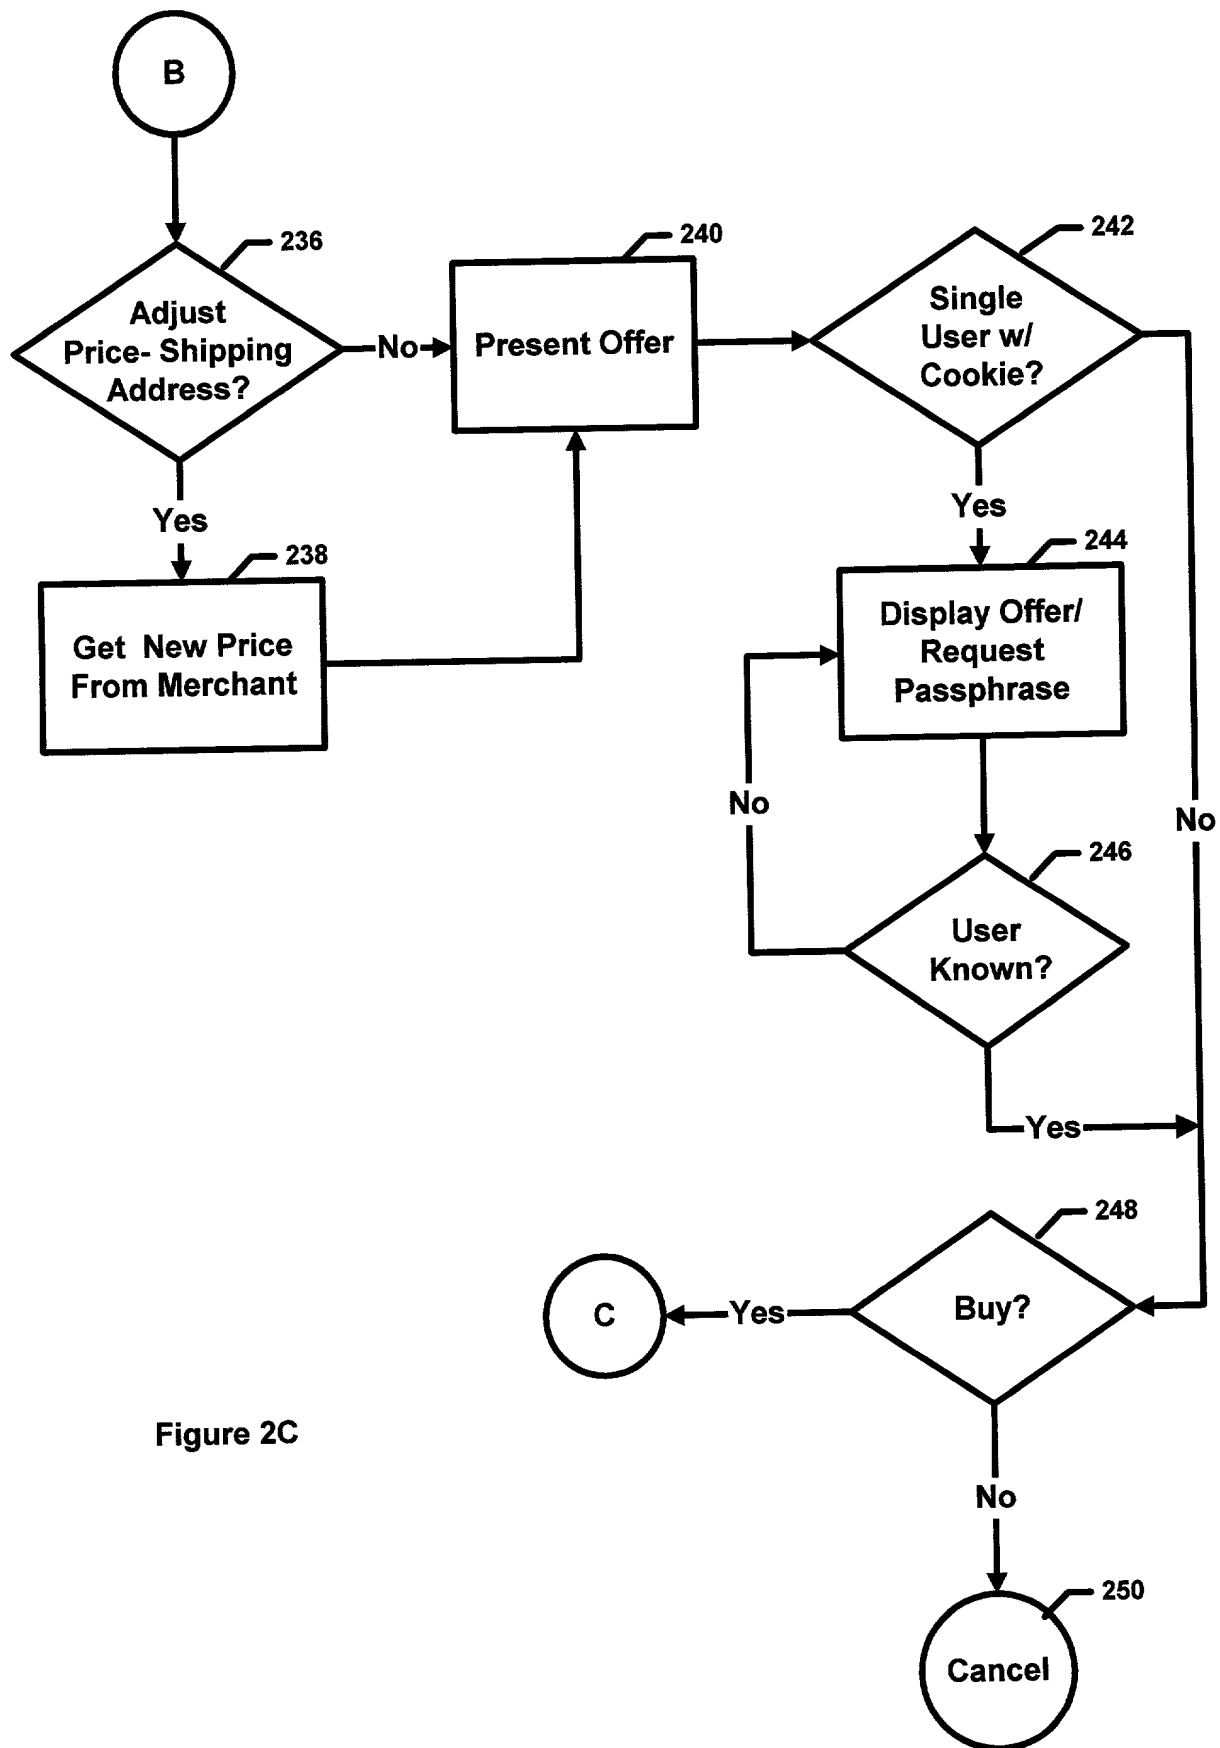 B
236
Adjust
Price- Shipping
Address?
No
Yes
238
Get New Price
From Merchant
240
Present Offer
242
Single
User w/
Cookie?
Yes
No
244
Display Offer/
Request
Passphrase
No
246
User
Known?
Yes
248
Buy?
Yes
C
No
250
Cancel
Figure 2C